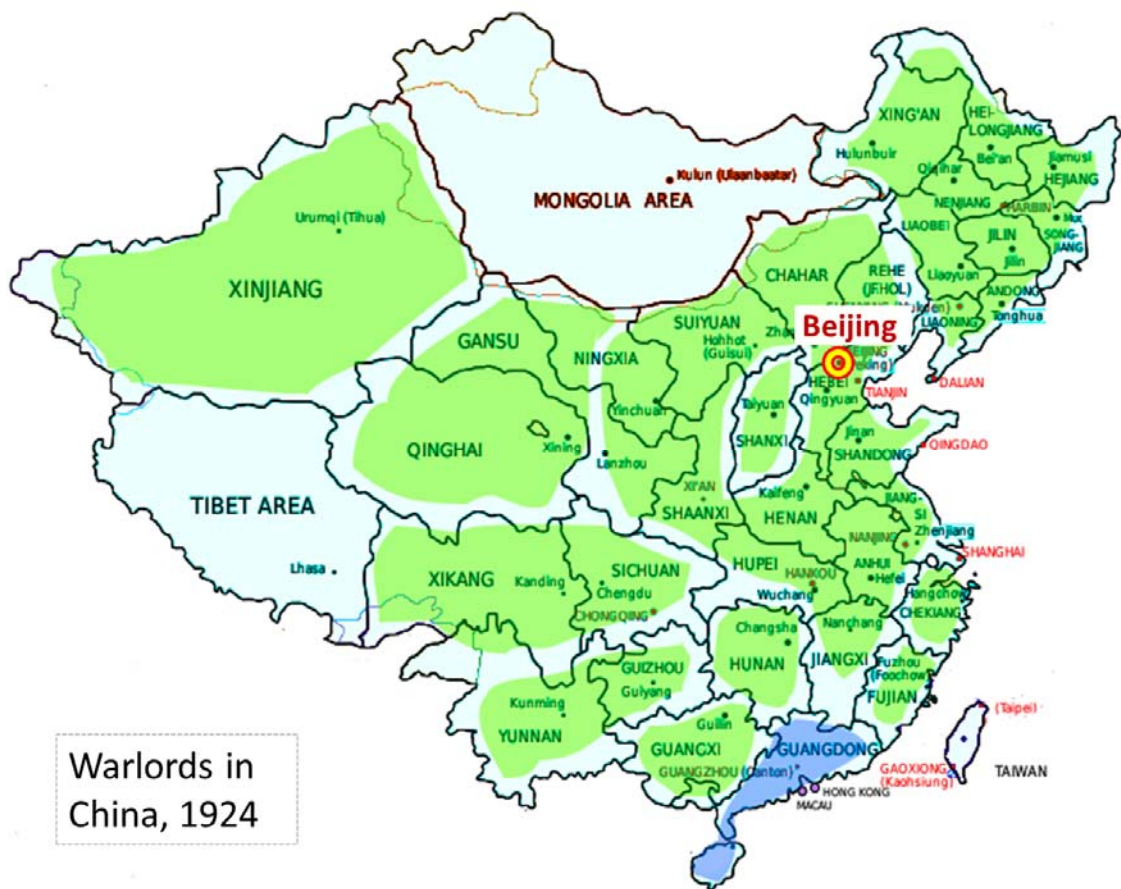 XING'AN
HEI-
LONGJIANG
Hulunbuir
Bei'an
Jiamusi
Qiqihar
HEJIANG
Kulun (Ulaanbaatar)
MONGOLIA AREA
NENJIANG
HARBIN
LIAOBEI
SONG-
JIANG
JILIN
Jilin
Urumqi (Tihua)
CHAHAR
REHE
(JEHOL)
Liaoyuan
XINJIANG
ANDONG
Tonghua
LIAONING
SUIYUAN
Hohhot
(Guisui)
Beijing
GANSU
NINGXIA
HEBEI
Qingyuan
TIANJIN
DALIAN
Yinchuan
Taiyuan
SHANXI
Jinan
SHANDONG
QINGDAO
QINGHAI
Xining
Lanzhou
XI'AN
SHAANXI
Kaifeng
HENAN
JIANG-
SI
Zhenjiang
NANJING
SHANGHAI
TIBET AREA
Lhasa
XIKANG
Kanding
SICHUAN
Chengdu
CHONGQING
HUPEI
HANKOU
Wuchang
ANHUI
Hefei
Hangchow
CHEKIANG
Changsha
HUNAN
Nanchang
JIANGXI
Fuzhou
(Foochow)
FUJIAN
GUIZHOU
Guiyang
Kunming
YUNNAN
Guilin
GUANGXI
GUANGDONG
GUANGZHOU (Canton)
HONG KONG
MACAU
(Taipei)
GAOXIONG
(Kaohsiung)
TAIWAN
Warlords in
China, 1924